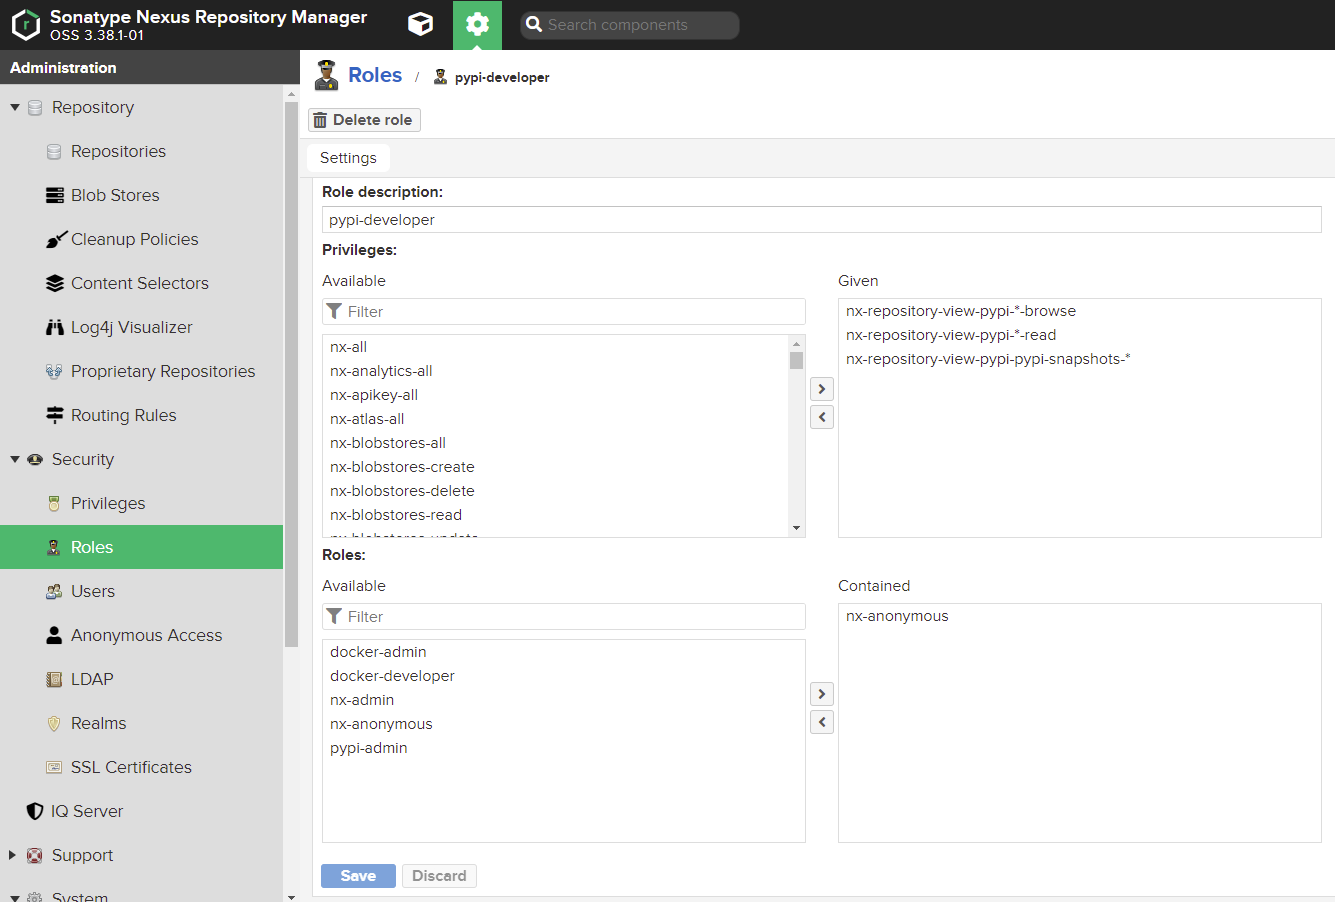 Sonatype Nexus Repository Manager
OSS 3.38.1-01
Search components
Administration
Repository
Repositories
Blob Stores
Cleanup Policies
Content Selectors
Log4j Visualizer
Proprietary Repositories
Routing Rules
Security
Privileges
Roles
Users
Anonymous Access
LDAP
Realms
SSL Certificates
IQ Server
Support
System
Roles / pypi-developer
Delete role
Settings
Role description:
pypi-developer
Privileges:
Available
Filter
nx-all
nx-analytics-all
nx-apikey-all
nx-atlas-all
nx-blobstores-all
nx-blobstores-create
nx-blobstores-delete
nx-blobstores-read
nx-blobstores-update
Given
nx-repository-view-pypi-*-browse
nx-repository-view-pypi-*-read
nx-repository-view-pypi-pypi-snapshots-*
Roles:
Available
Filter
docker-admin
docker-developer
nx-admin
nx-anonymous
pypi-admin
Contained
nx-anonymous
Save
Discard